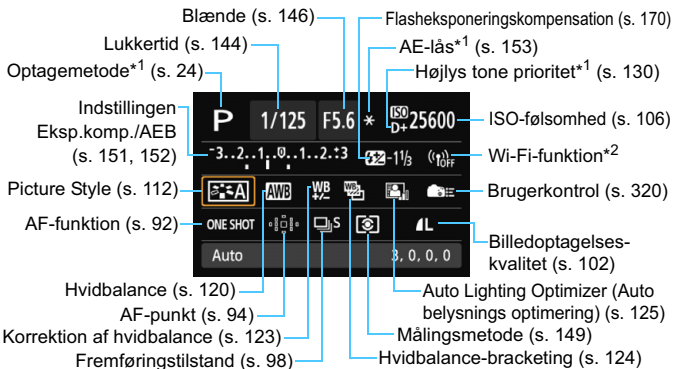 Blænde (s. 146)
Flasheksponeringskompensation (s. 170)
Lukkertid (s. 144)
AE-lås*1 (s. 153)
Optagemetode*1 (s. 24)
Højlys tone prioritet*1 (s. 130)
Indstillingen
Eksp.komp./AEB
(s. 151, 152)
P 1/125 F5.6 * ISO D+ 25600
ISO-følsomhed (s. 106)
-3..2..1..0..1..2..+3 -1⅓ OFF
Wi-Fi-funktion*2
Picture Style (s. 112)
A AWB WB +/- WB
Brugerkontrol (s. 320)
AF-funktion (s. 92)
ONE SHOT S L
Billedoptagelses-
kvalitet (s. 102)
Auto 3, 0, 0, 0
Hvidbalance (s. 120)
Auto Lighting Optimizer (Auto
belysnings optimering) (s. 125)
AF-punkt (s. 94)
Korrektion af hvidbalance (s. 123)
Målingsmetode (s. 149)
Fremføringstilstand (s. 98)
Hvidbalance-bracketing (s. 124)